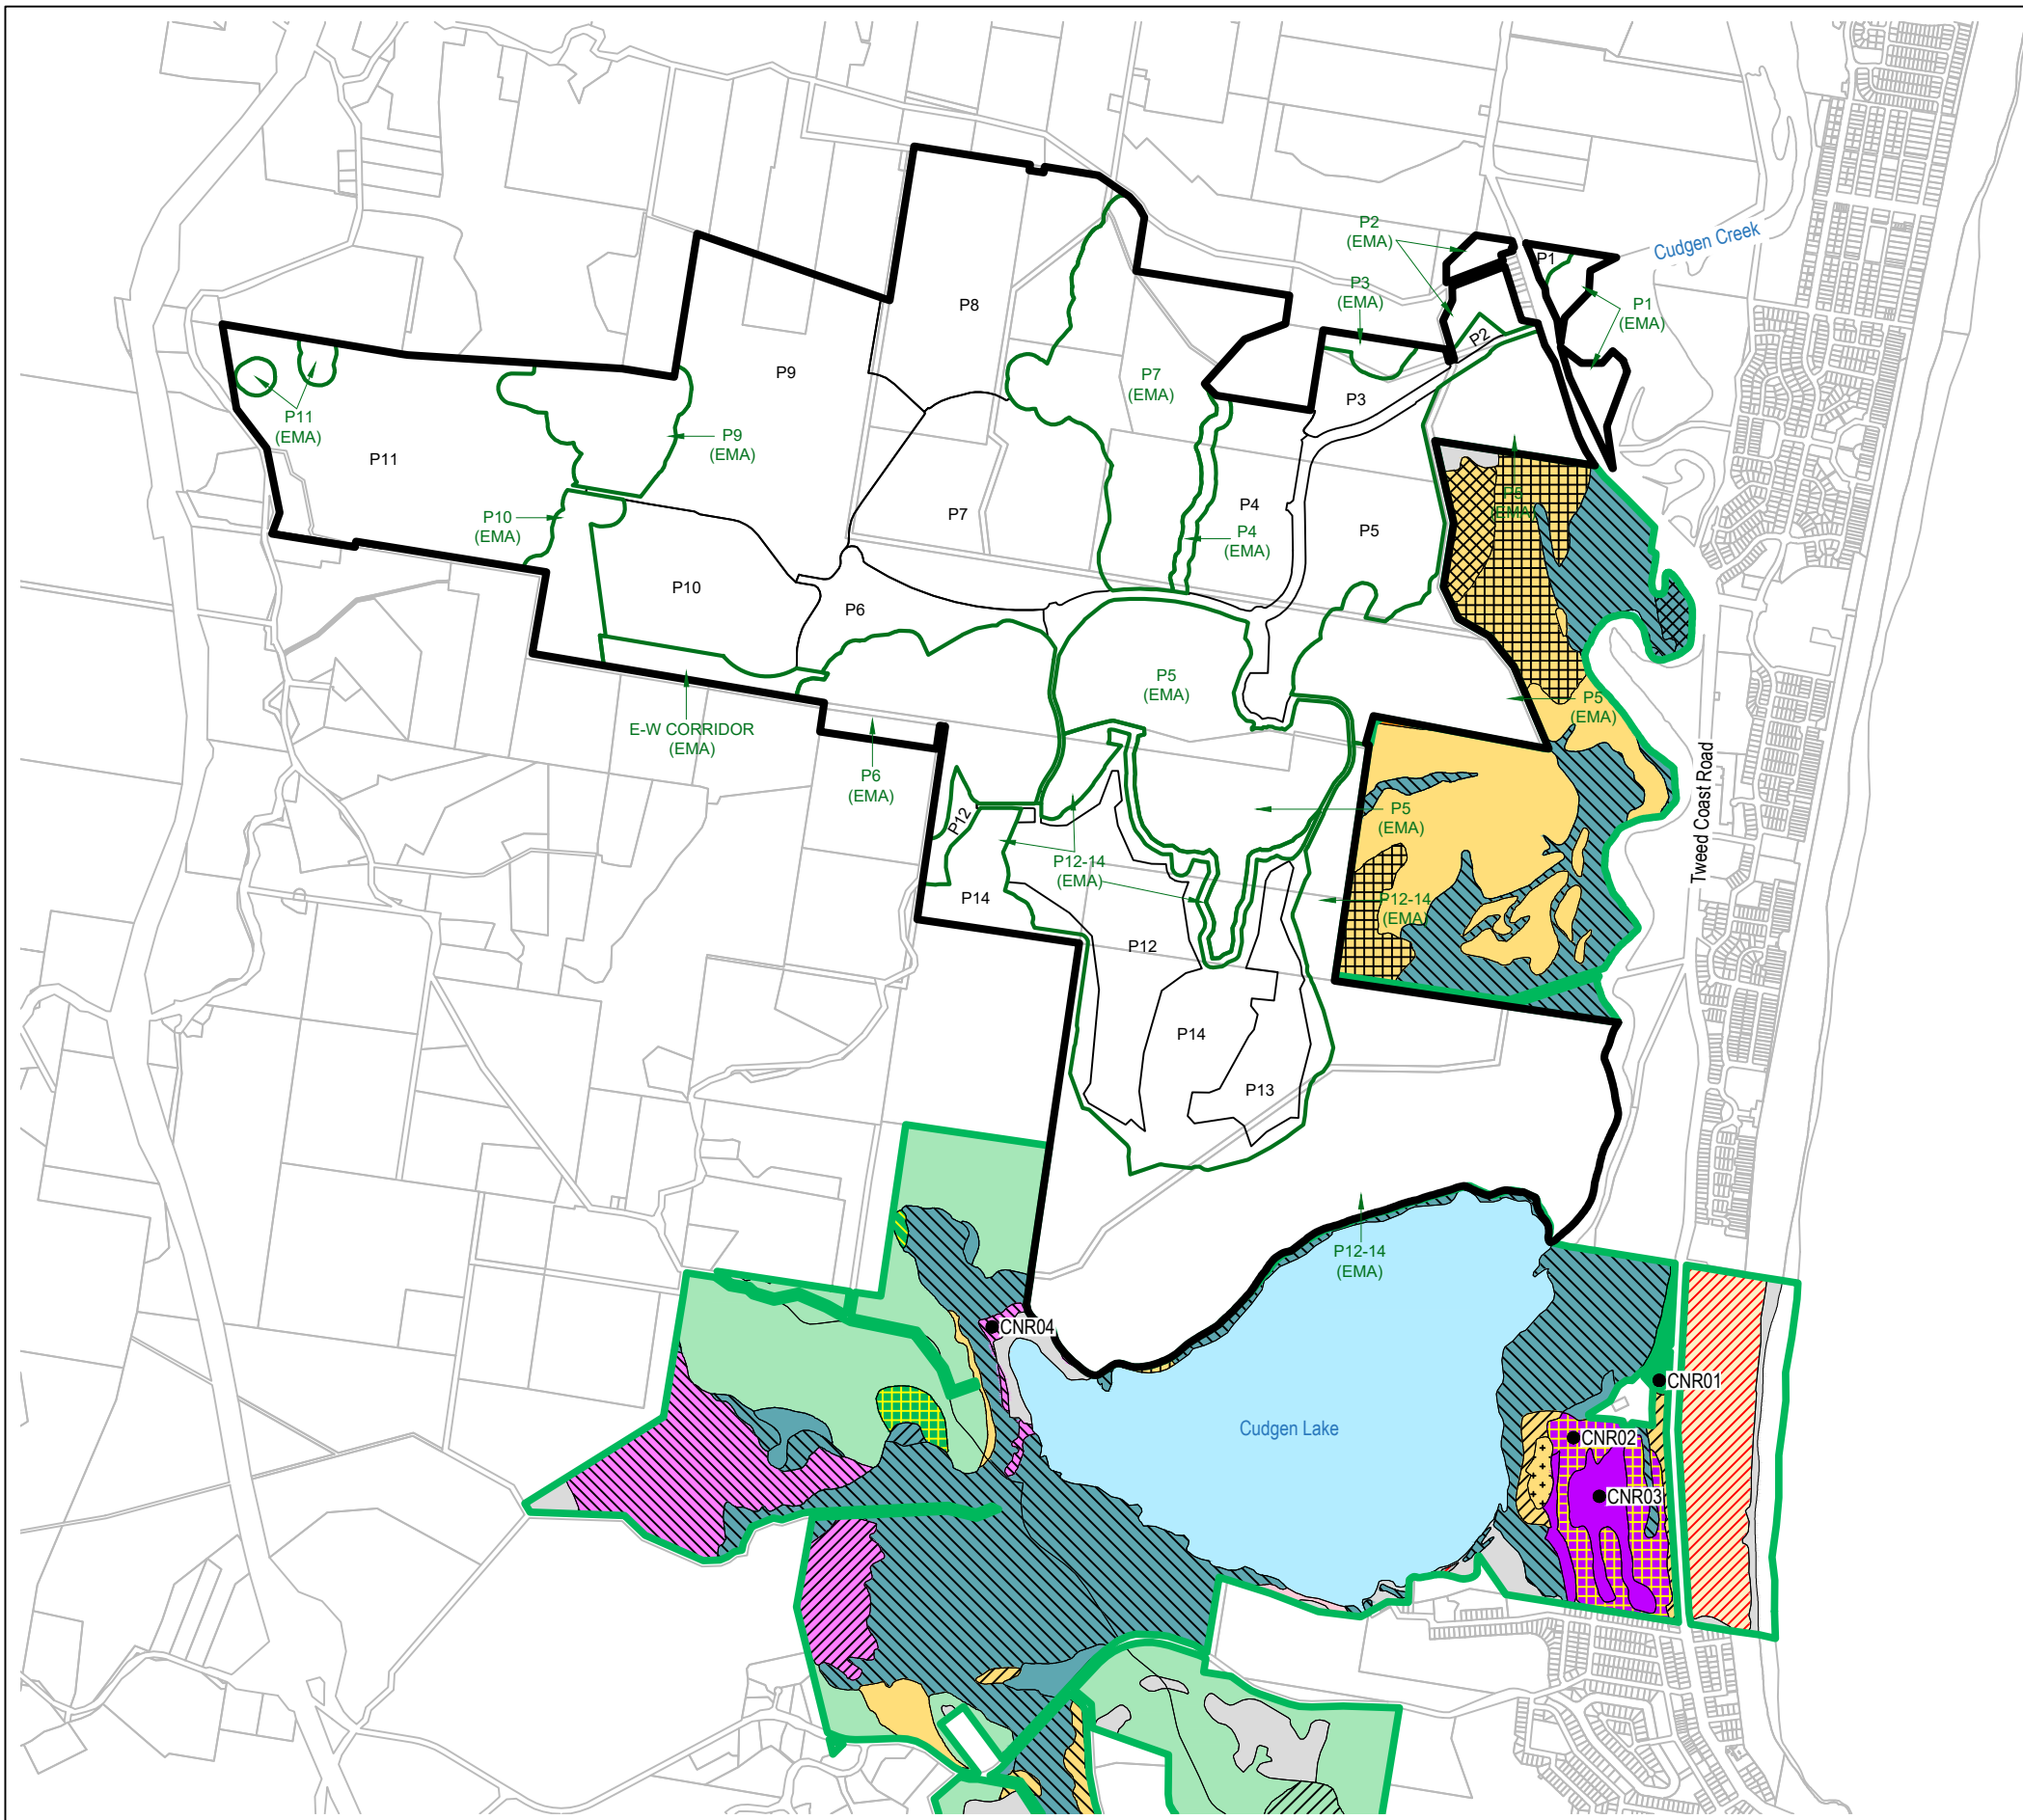 P2
(EMA)
Cudgen Creek
P1
P3
(EMA)
P1
(EMA)
P8
P2
P9
P7
(EMA)
P3
P11
(EMA)
P9
(EMA)
P11
P10
(EMA)
P7
P4
P4
(EMA)
P5
P5
(EMA)
P10
P6
P5
(EMA)
P5
(EMA)
E-W CORRIDOR
(EMA)
P6
(EMA)
Tweed Coast Road
P12
P5
(EMA)
P12-14
(EMA)
P14
P12-14
(EMA)
P12
P14
P13
P12-14
(EMA)
CNR04
CNR01
Cudgen Lake
CNR02
CNR03